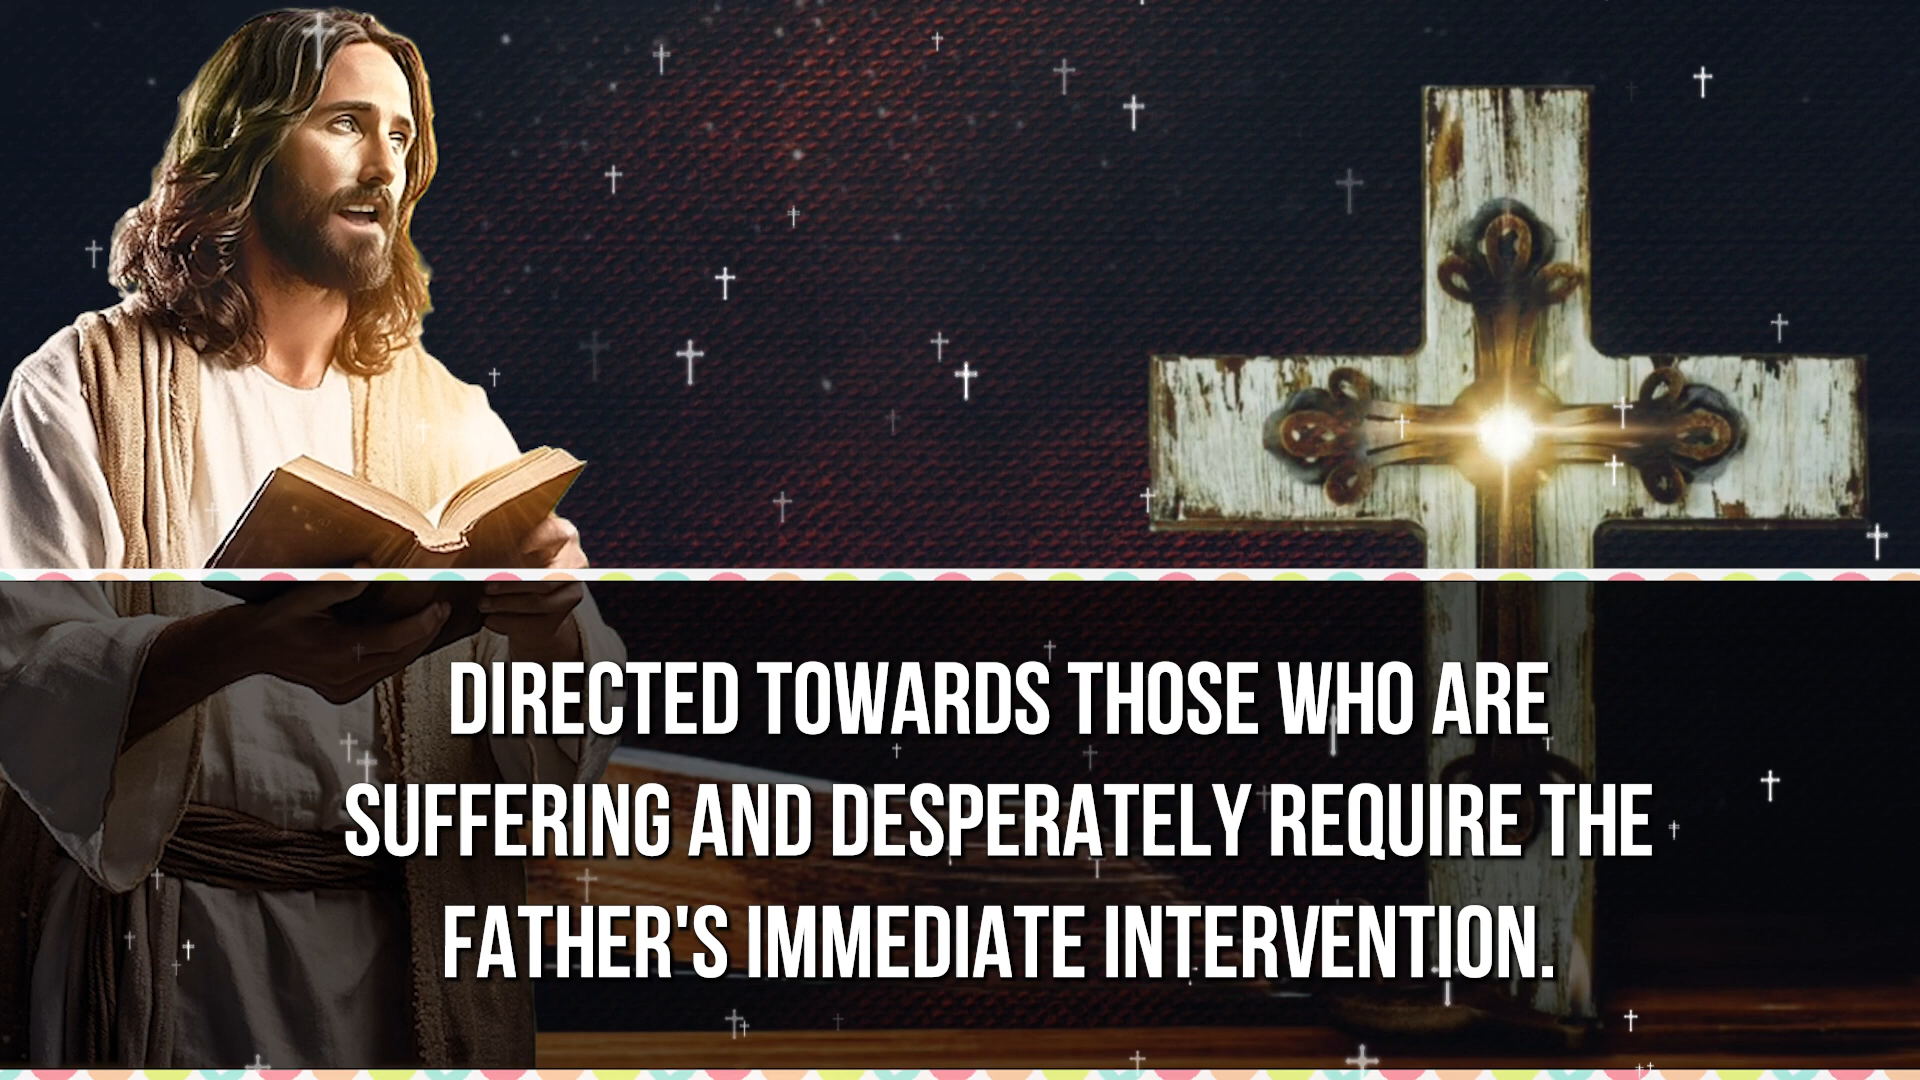 DIRECTED TOWARDS THOSE WHO ARE
SUFFERING AND DESPERATELY REQUIRE THE
FATHER'S IMMEDIATE INTERVENTION.